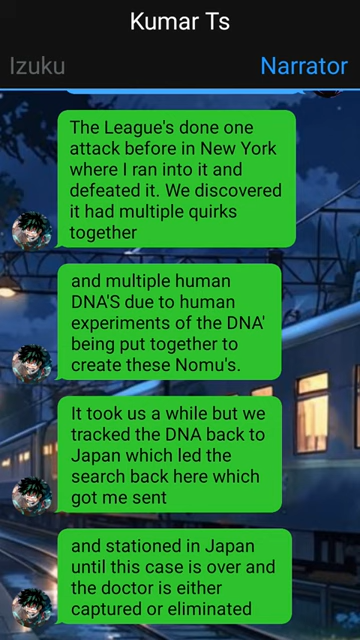 Kumar Ts
Izuku
Narrator
The League's done one
attack before in New York
where I ran into it and
defeated it. We discovered
it had multiple quirks
together
and multiple human
DNA'S due to human
experiments of the DNA'
being put together to
create these Nomu's.
It took us a while but we
tracked the DNA back to
Japan which led the
search back here which
got me sent
and stationed in Japan
until this case is over and
the doctor is either
captured or eliminated